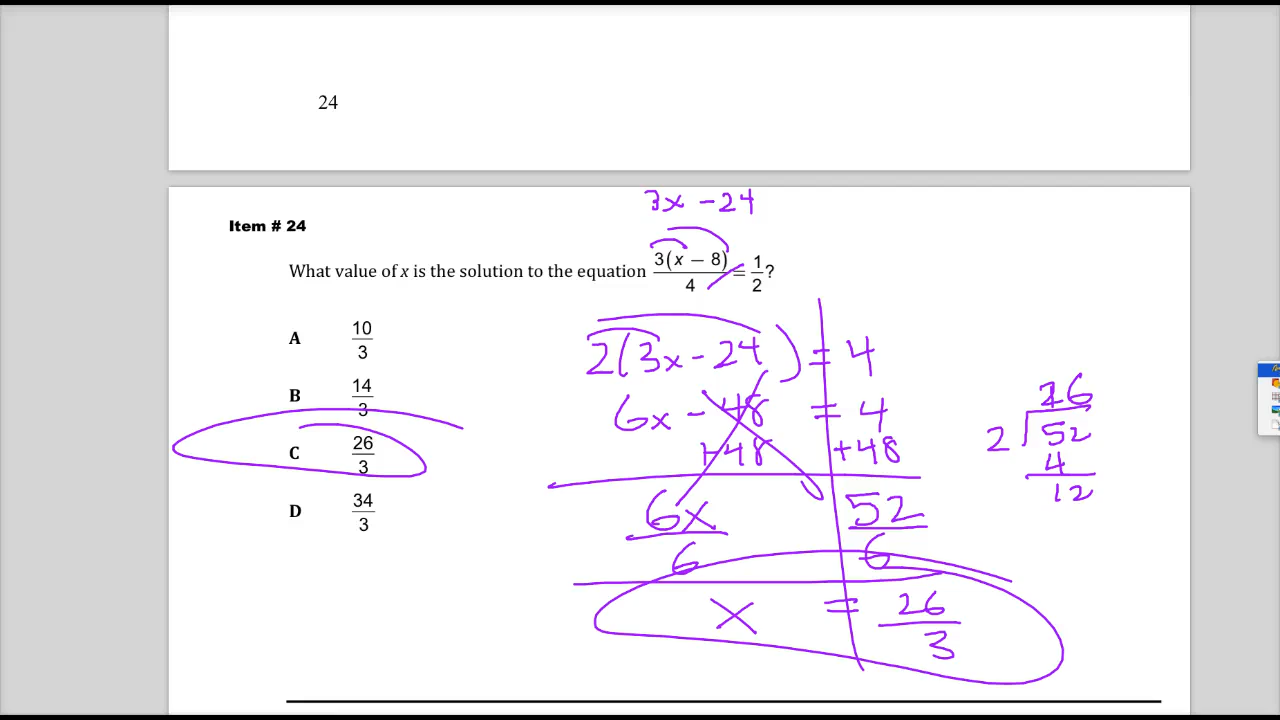 24
3x - 24
Item # 24
What value of x is the solution to the equation 3(x − 8)/4 = 1/2?
A 10/3
B 14/3
C 26/3
D 34/3
2(3x - 24) = 4
6x - 48 = 4
+48 +48
6x 52
6 6
x = 26/3
26
2 52
4
12